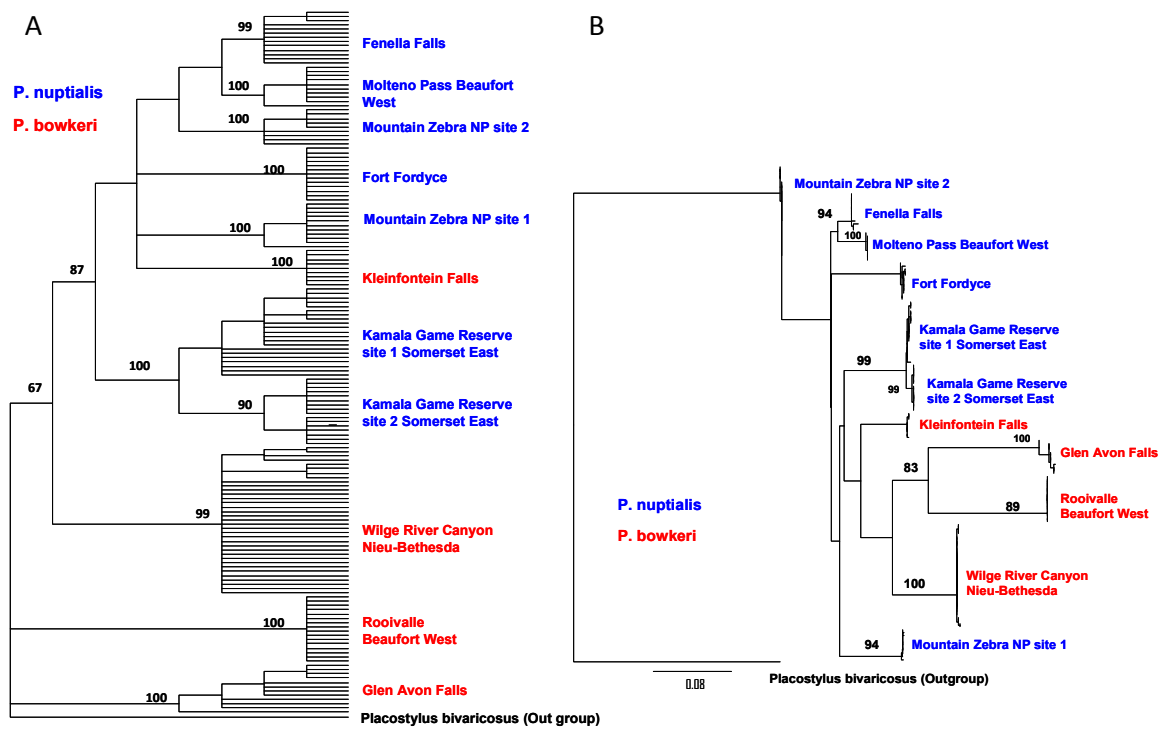 A
99
Fenella Falls
P. nuptialis
P. bowkeri
100
Molteno Pass Beaufort
West
100
Mountain Zebra NP site 2
100
Fort Fordyce
100
Mountain Zebra NP site 1
87
100
Kleinfontein Falls
100
Kamala Game Reserve
site 1 Somerset East
67
90
Kamala Game Reserve
site 2 Somerset East
99
Wilge River Canyon
Nieu-Bethesda
100
Rooivalle
Beaufort West
100
Glen Avon Falls
Placostylus bivaricosus (Out group)
B
Mountain Zebra NP site 2
94
Fenella Falls
100
Molteno Pass Beaufort West
Fort Fordyce
Kamala Game Reserve
site 1 Somerset East
99
99
Kamala Game Reserve
site 2 Somerset East
Kleinfontein Falls
100
Glen Avon Falls
83
Rooivalle
Beaufort West
89
P. nuptialis
P. bowkeri
Wilge River Canyon
Nieu-Bethesda
100
94
Mountain Zebra NP site 1
0.08
Placostylus bivaricosus (Outgroup)